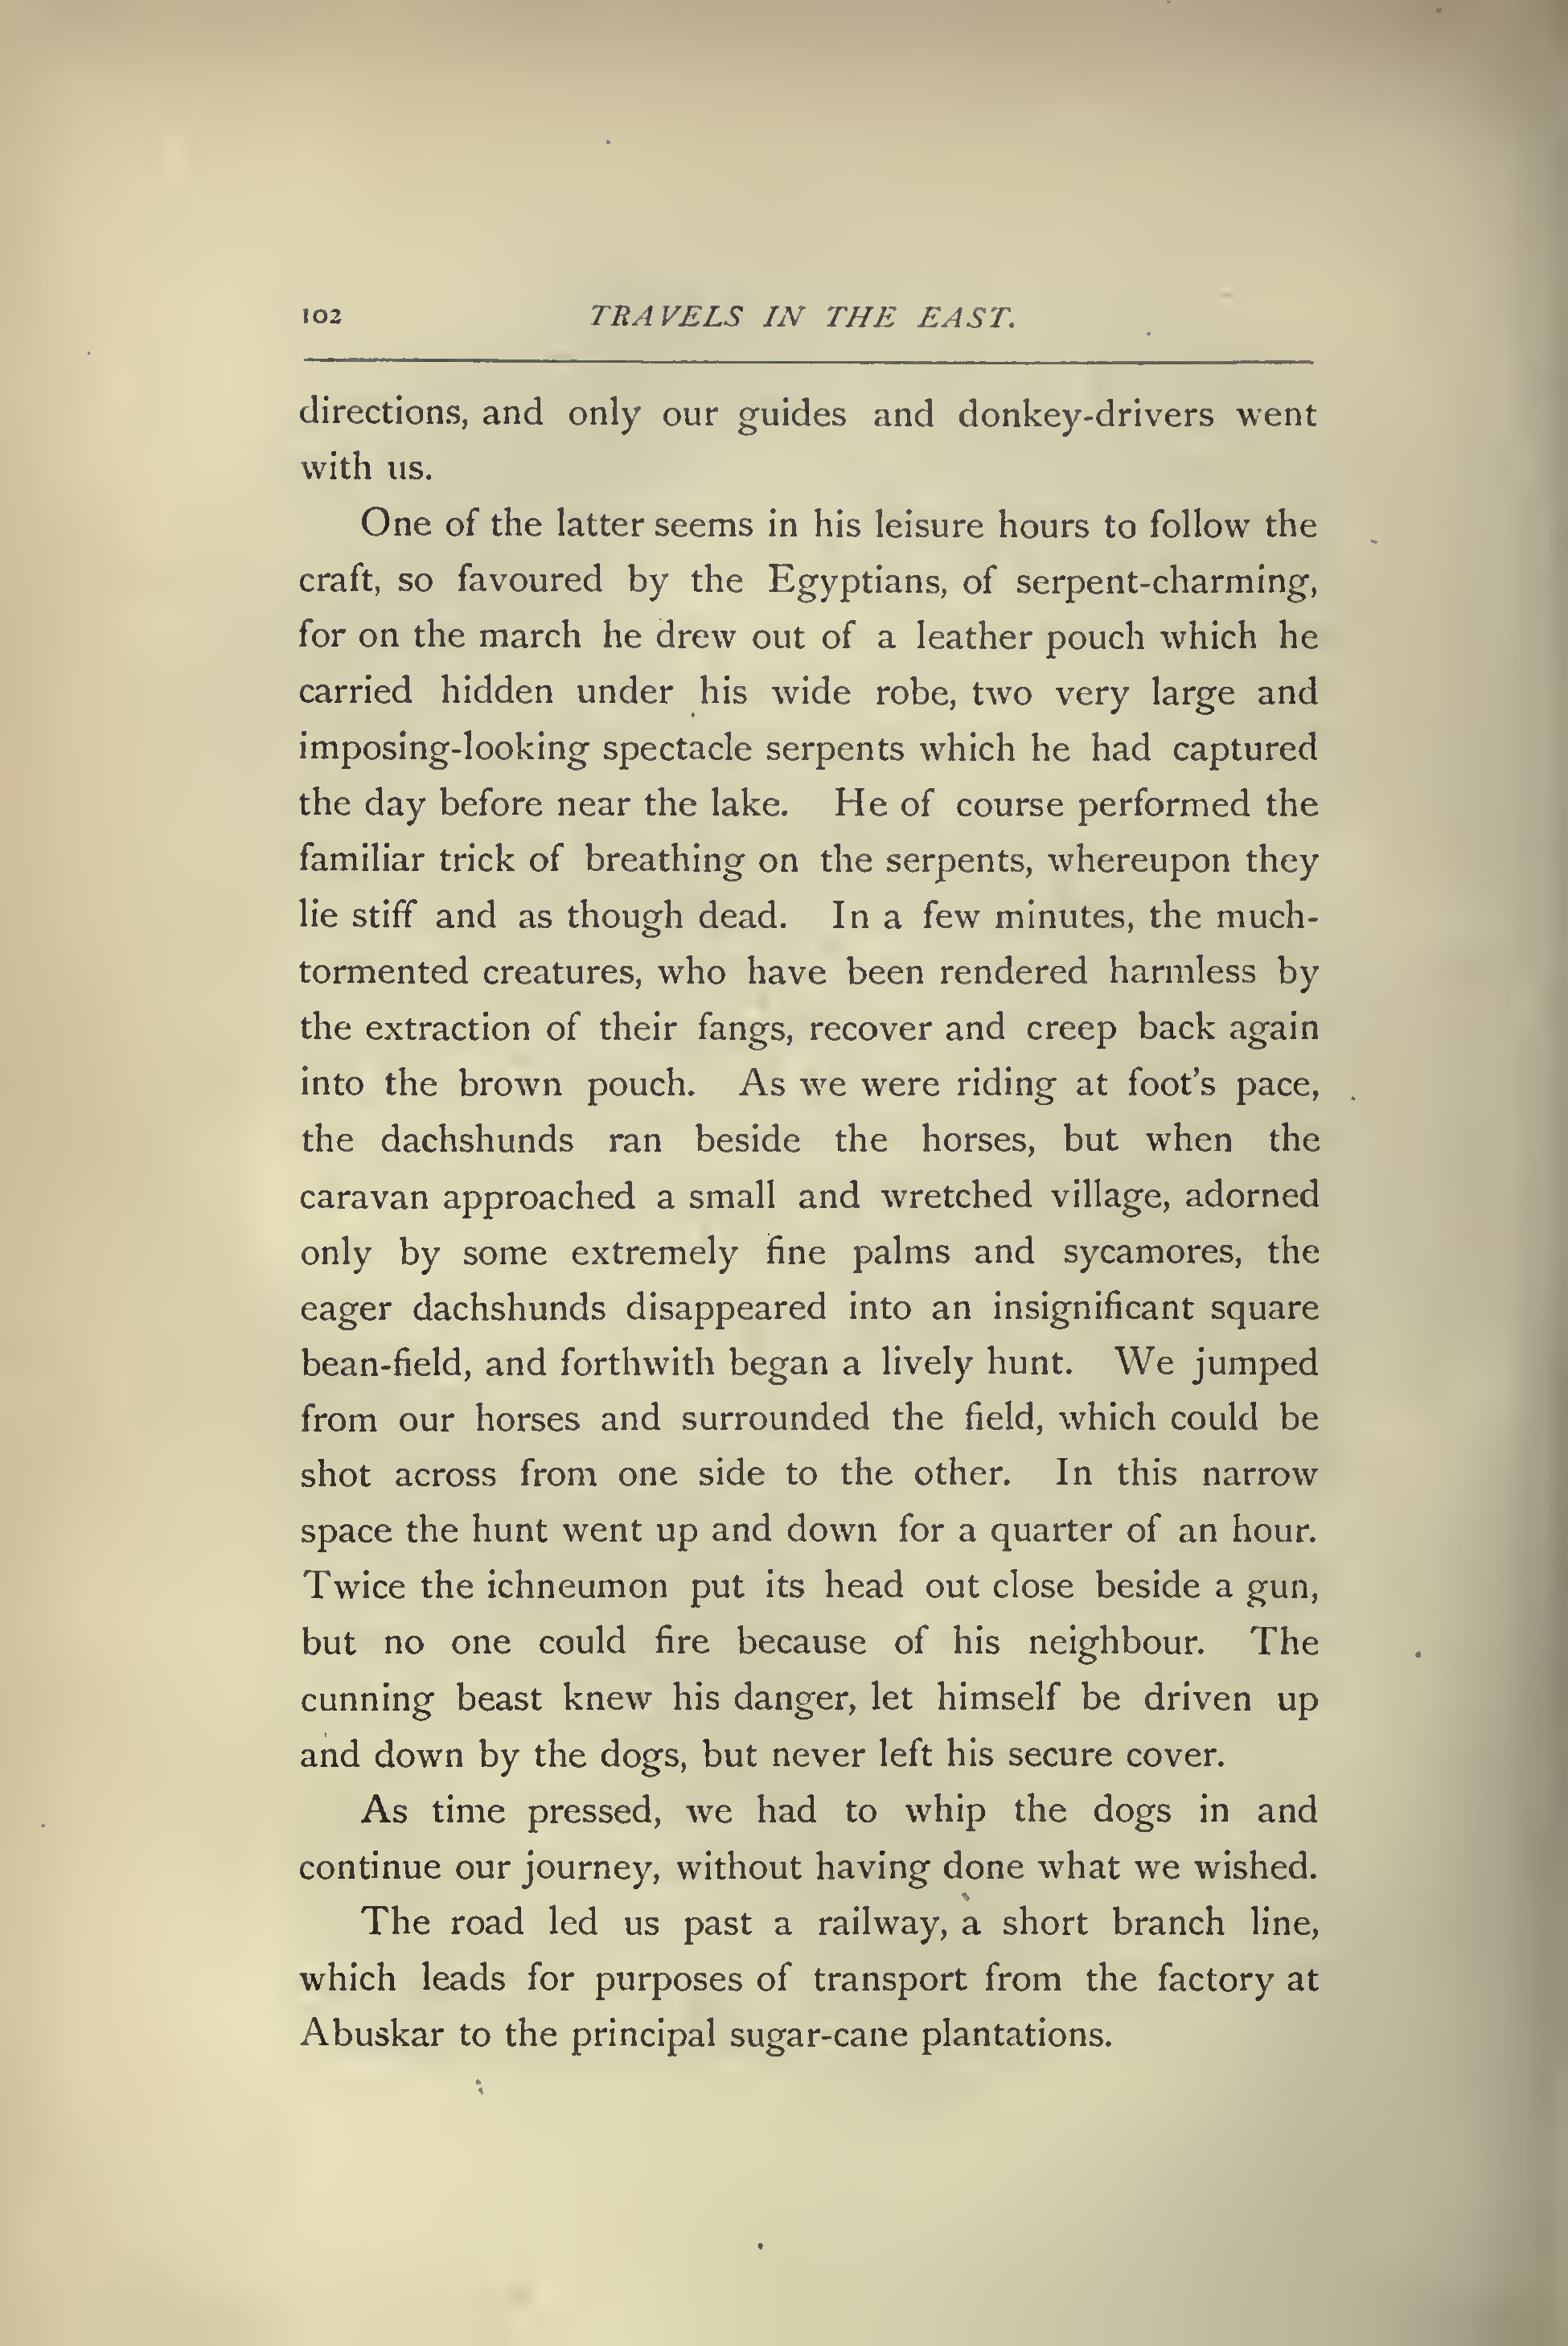 102 TRAVELS IN THE EAST.
directions, and only our guides and donkey-drivers went
with us.
One of the latter seems in his leisure hours to follow the
craft, so favoured by the Egyptians, of serpent-charming,
for on the march he drew out of a leather pouch which he
carried hidden under his wide robe, two very large and
imposing-looking spectacle serpents which he had captured
the day before near the lake. He of course performed the
familiar trick of breathing on the serpents, whereupon they
lie stiff and as though dead. In a few minutes, the much-
tormented creatures, who have been rendered harmless by
the extraction of their fangs, recover and creep back again
into the brown pouch. As we were riding at foot's pace,
the dachshunds ran beside the horses, but when the
caravan approached a small and wretched village, adorned
only by some extremely fine palms and sycamores, the
eager dachshunds disappeared into an insignificant square
bean-field, and forthwith began a lively hunt. We jumped
from our horses and surrounded the field, which could be
shot across from one side to the other. In this narrow
space the hunt went up and down for a quarter of an hour.
Twice the ichneumon put its head out close beside a gun,
but no one could fire because of his neighbour. The
cunning beast knew his danger, let himself be driven up
and down by the dogs, but never left his secure cover.
As time pressed, we had to whip the dogs in and
continue our journey, without having done what we wished.
The road led us past a railway, a short branch line,
which leads for purposes of transport from the factory at
Abuskar to the principal sugar-cane plantations.